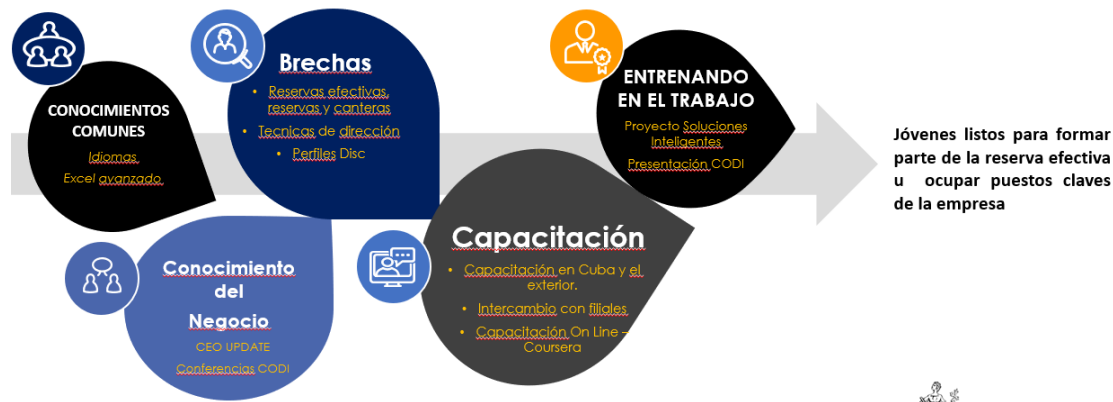 CONOCIMIENTOS
COMUNES
Idiomas
Excel avanzado
Conocimiento
del
Negocio
CEO UPDATE
Conferencias CODI
Brechas
• Reservas efectivas,
reservas y canteras
• Tecnicas de dirección
• Perfiles Disc
Capacitación
• Capacitación en Cuba y el
exterior.
• Intercambio con filiales
• Capacitación On Line –
Coursera
ENTRENANDO
EN EL TRABAJO
Proyecto Soluciones
Inteligentes
Presentación CODI
Jóvenes listos para formar
parte de la reserva efectiva
u ocupar puestos claves
de la empresa